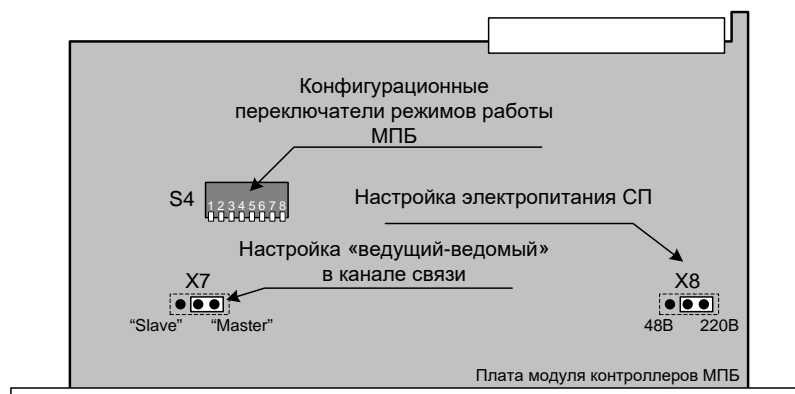 Конфигурационные
переключатели режимов работы
МПБ
S4
1 2 3 4 5 6 7 8
Настройка электропитания СП
Настройка «ведущий-ведомый»
в канале связи
X7
X8
“Slave” “Master”
48В 220В
Плата модуля контроллеров МПБ